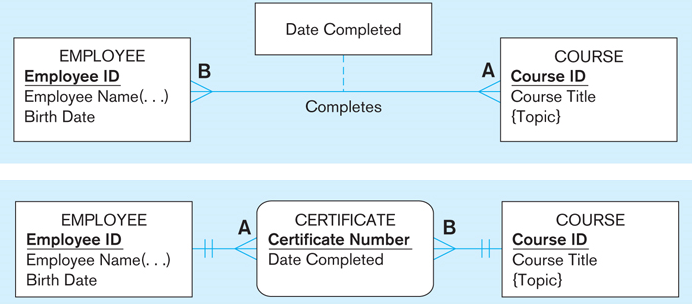 Date Completed
EMPLOYEE
Employee ID
Employee Name(. . .)
Birth Date
B
A
Completes
COURSE
Course ID
Course Title
{Topic}
EMPLOYEE
Employee ID
Employee Name(. . .)
Birth Date
A
CERTIFICATE
Certificate Number
Date Completed
B
COURSE
Course ID
Course Title
{Topic}